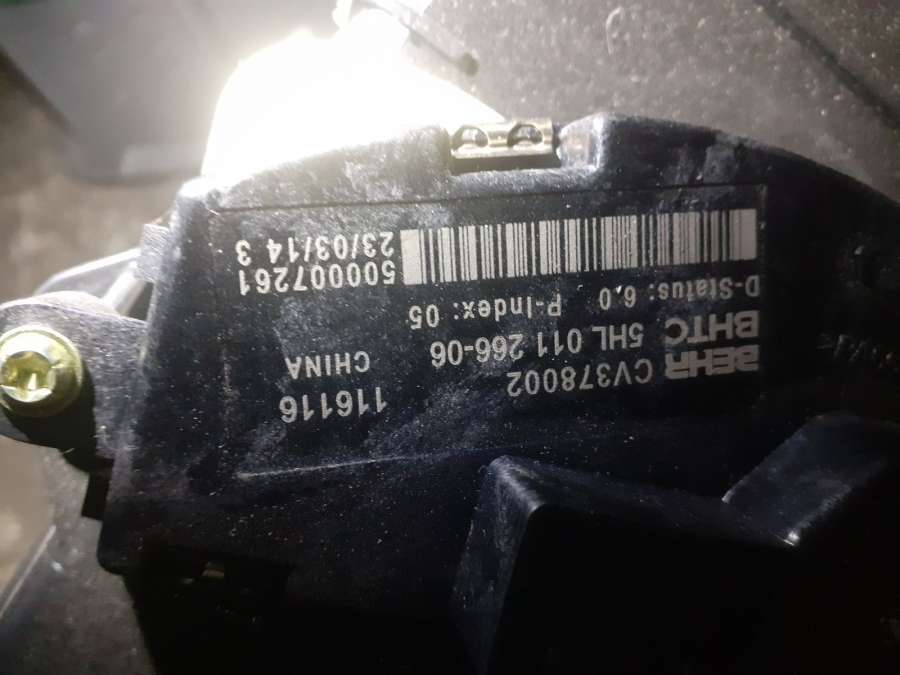 BEHR CV378002 116116
BHTC 5HL 011 266-06 CHINA
D-Status: 6.0 P-Index: 05
500007261
23/03/14 3